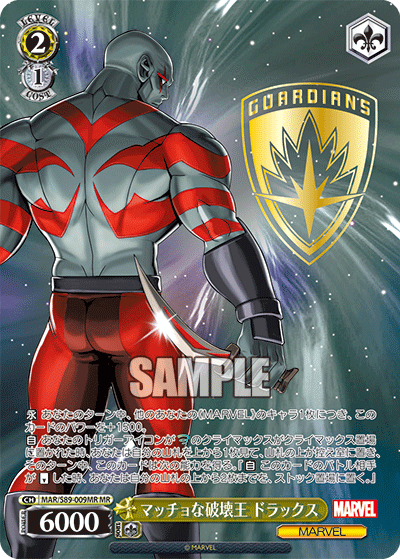 LEVEL
2
1
COST
GUARDIAN'S
SAMPLE
永 あなたのターン中、他のあなたの《MARVEL》のキャラ1枚につき、この
カードのパワーを+1500。
自 あなたのトリガーアイコンが
のクライマックスがクライマックス置場
に置かれた時、あなたは自分の山札を上から1枚見て、山札の上か控え室に置き、
そのターン中、このカードは次の能力を得る。『自 このカードのバトル相手が
した時、あなたは自分の山札の上から2枚までを、ストック置場に置く。』
CH
MAR/S89-009MR MR
POWER
6000
マッチョな破壊王 ドラックス
MARVEL
MARVEL
© MARVEL